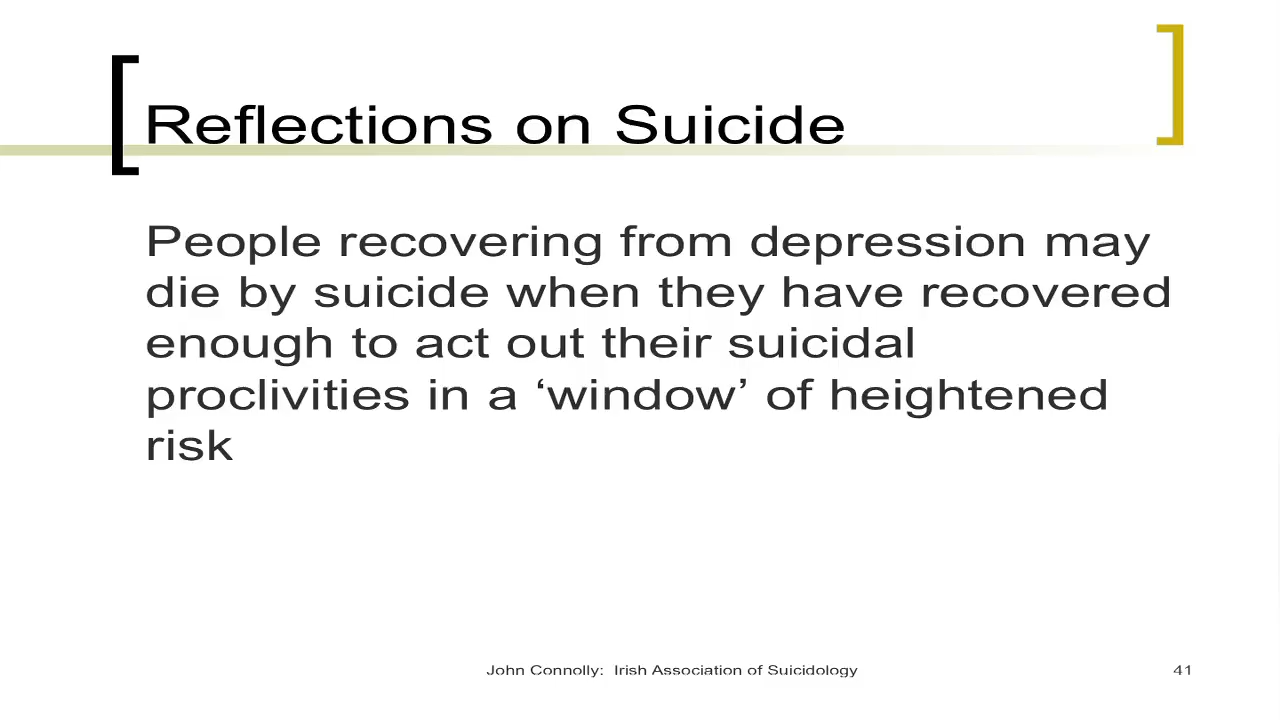 Reflections on Suicide
People recovering from depression may
die by suicide when they have recovered
enough to act out their suicidal
proclivities in a ‘window’ of heightened
risk
John Connolly: Irish Association of Suicidology
41